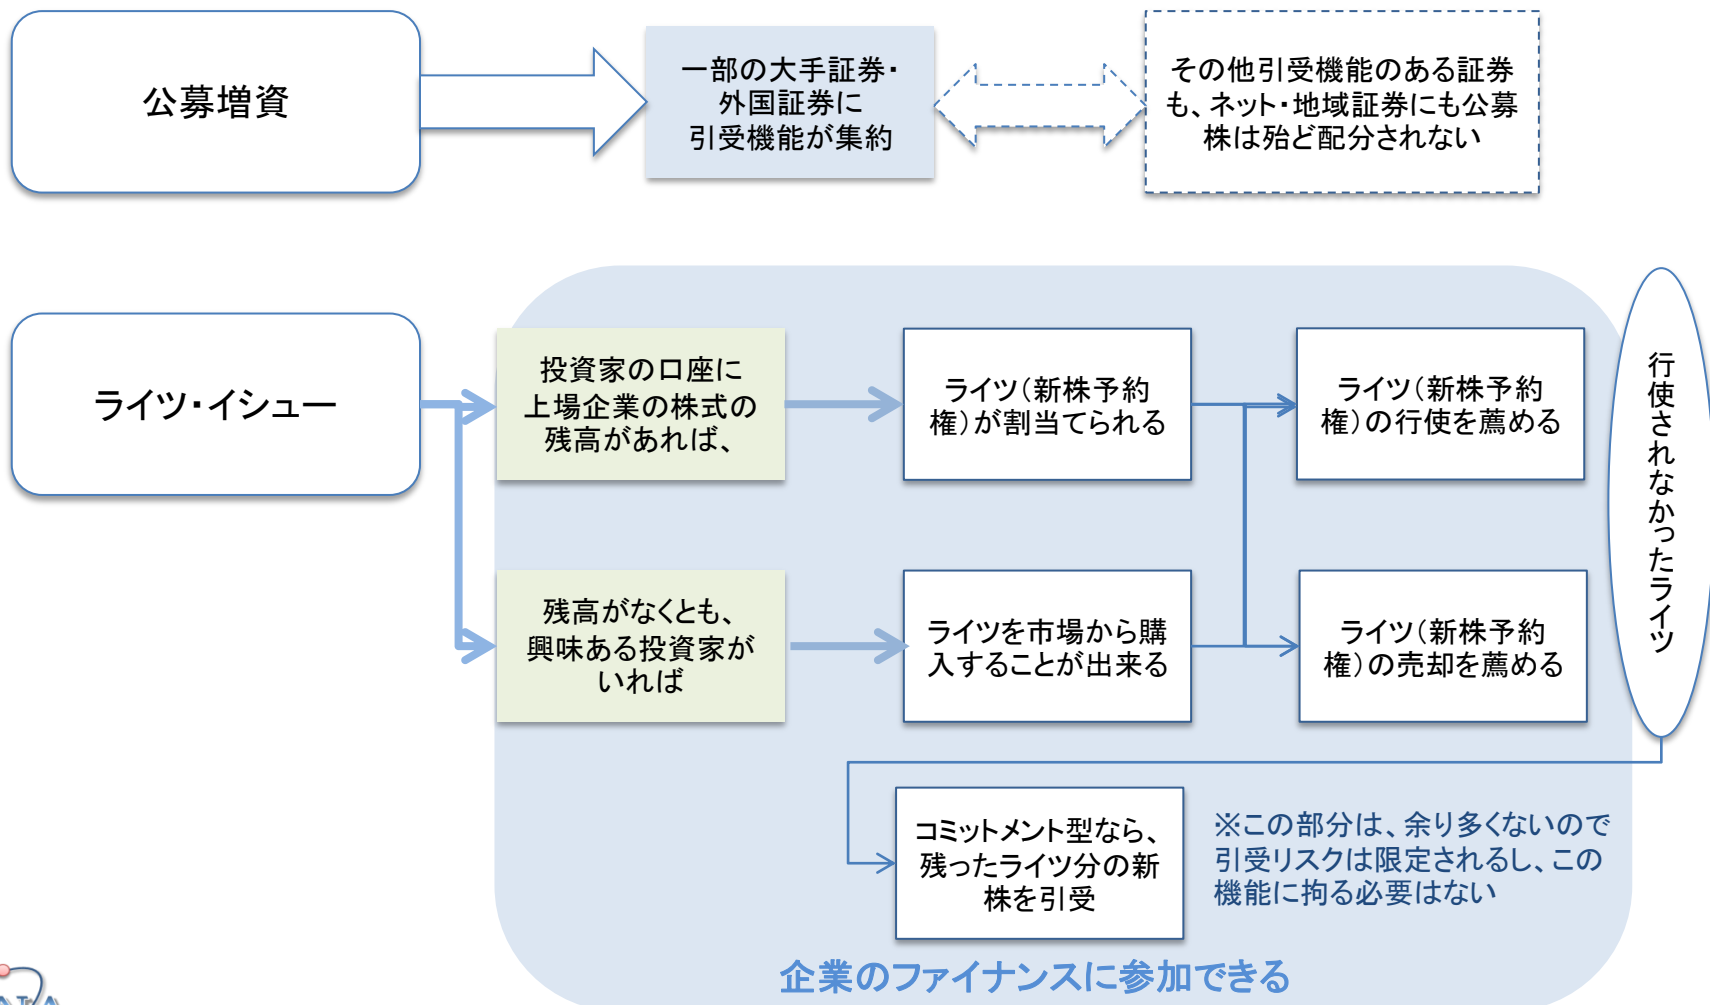 公募増資
一部の大手証券・
外国証券に
引受機能が集約
その他引受機能のある証券
も、ネット・地域証券にも公募
株は殆ど配分されない
ライツ・イシュー
投資家の口座に
上場企業の株式の
残高があれば、
ライツ（新株予約
権）が割当てられる
ライツ（新株予約
権）の行使を薦める
行使されなかったライツ
残高がなくとも、
興味ある投資家が
いれば
ライツを市場から購
入することが出来る
ライツ（新株予約
権）の売却を薦める
コミットメント型なら、
残ったライツ分の新
株を引受
※この部分は、余り多くないので
引受リスクは限定されるし、この
機能に拘る必要はない
企業のファイナンスに参加できる